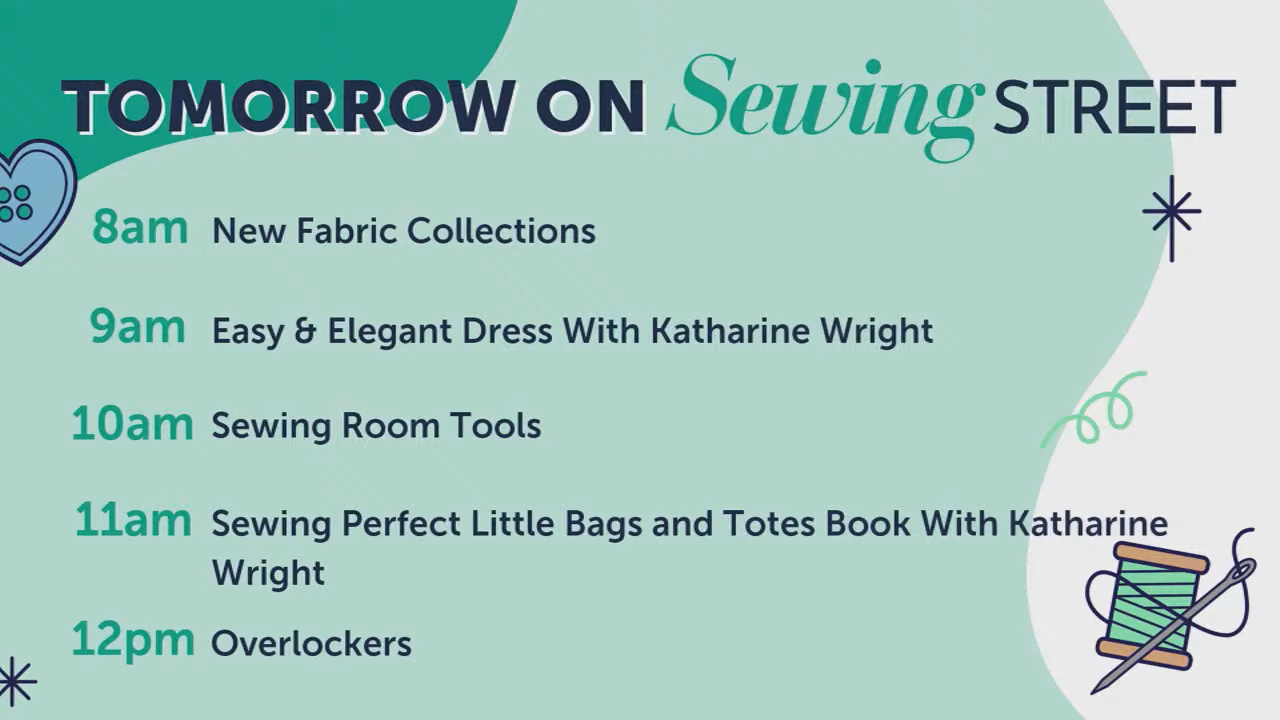 TOMORROW ON Sewing STREET
8am New Fabric Collections
9am Easy & Elegant Dress With Katharine Wright
10am Sewing Room Tools
11am Sewing Perfect Little Bags and Totes Book With Katharine
Wright
12pm Overlockers